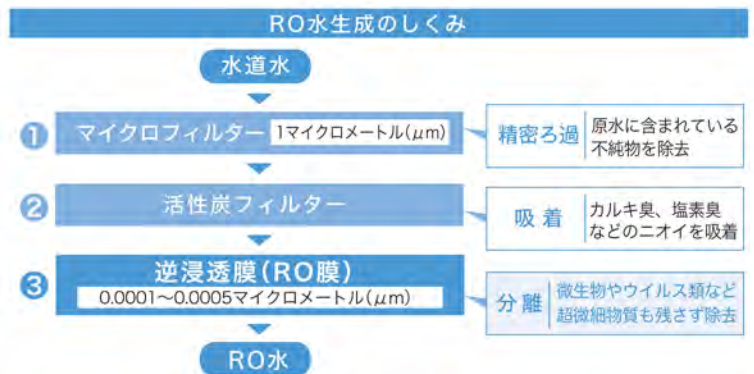 RO水生成のしくみ
水道水
❶ マイクロフィルター 1マイクロメートル(μm)
精密ろ過 原水に含まれている
不純物を除去
❷ 活性炭フィルター
吸着 カルキ臭、塩素臭
などのニオイを吸着
❸ 逆浸透膜(RO膜)
0.0001〜0.0005マイクロメートル(μm)
分離 微生物やウイルス類など
超微細物質も残さず除去
RO水